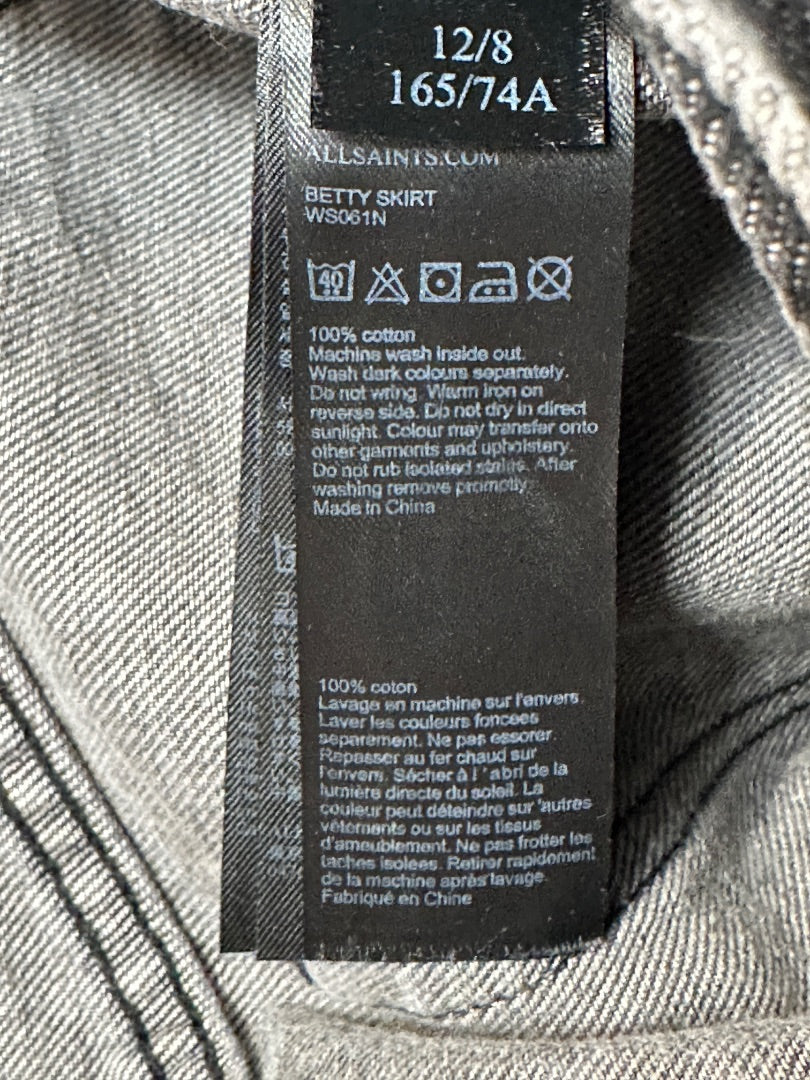 12/8
165/74A
ALLSAINTS.COM
BETTY SKIRT
WS061N
40
100% cotton
Machine wash inside out.
Wash dark colours separately.
Do not wring. Warm iron on
reverse side. Do not dry in direct
sunlight. Colour may transfer onto
other garments and upholstery.
Do not rub isolated stains. After
washing remove promptly.
Made in China
100% coton
Lavage en machine sur l'envers.
Laver les couleurs foncees
separement. Ne pas essorer.
Repasser au fer chaud sur
l'envers. Sécher à l'abri de la
lumière directe du soleil. La
couleur peut déteindre sur 'autres
vêtements ou sur les tissus
d'ameublement. Ne pas frotter les
taches isolees. Retirer rapidement
de la machine après lavage.
Fabriqué en Chine